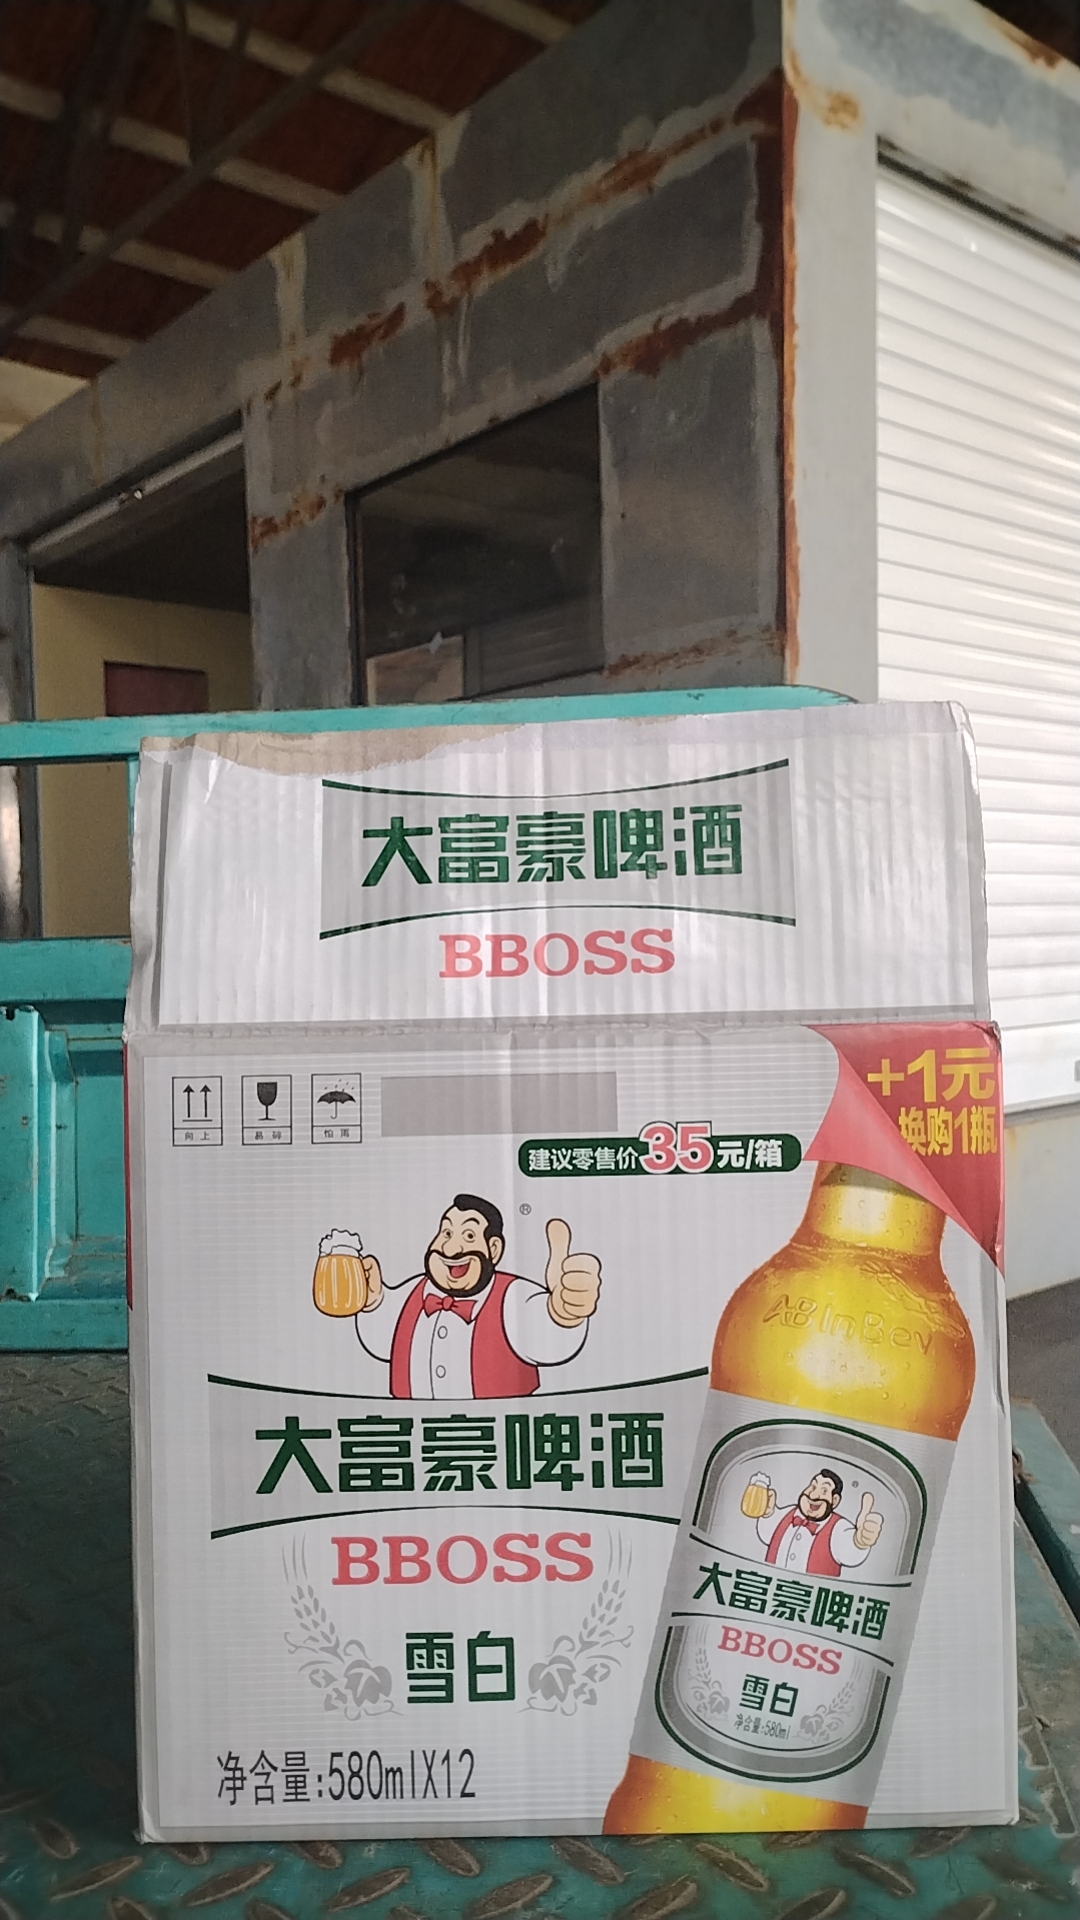 大富豪啤酒
BBOSS
+1元
换购1瓶
向上 易碎 怕雨
建议零售价35元/箱
®
ABInBev
大富豪啤酒
BBOSS
雪白
净含量:580mlX12
大富豪啤酒
BBOSS
雪白
净含量:580ml